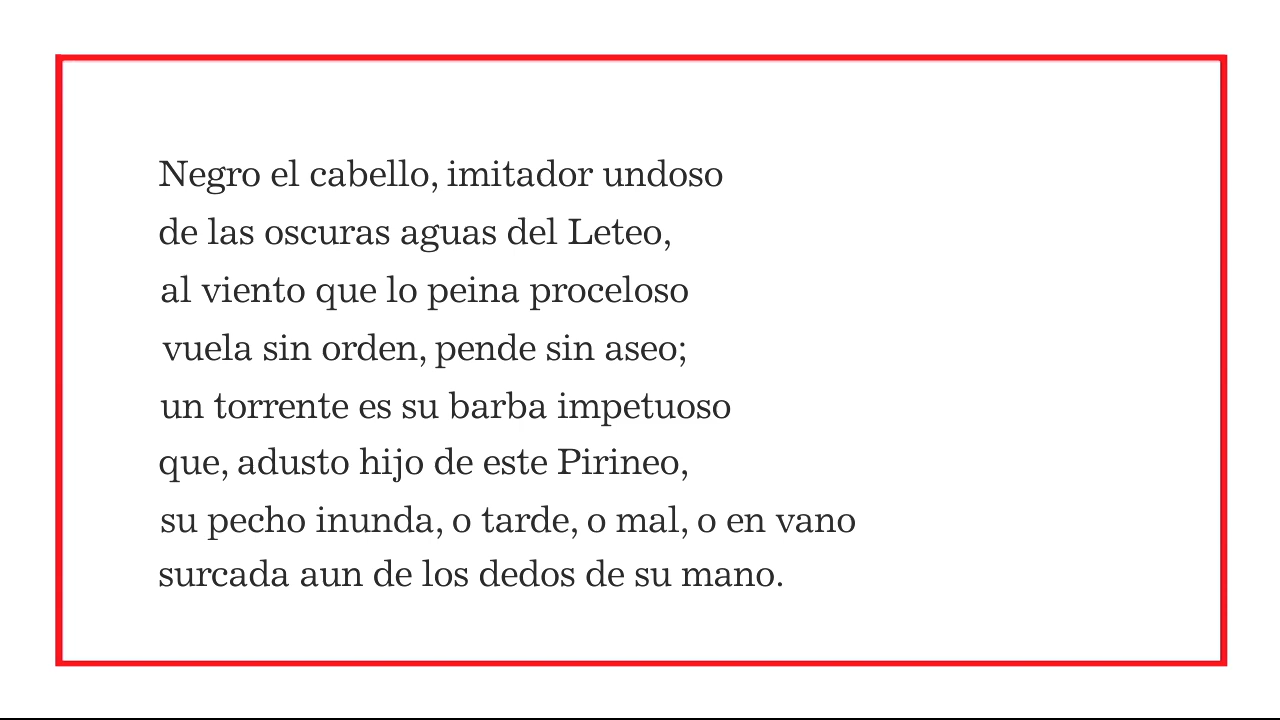 Negro el cabello, imitador undoso
de las oscuras aguas del Leteo,
al viento que lo peina proceloso
vuela sin orden, pende sin aseo;
un torrente es su barba impetuoso
que, adusto hijo de este Pirineo,
su pecho inunda, o tarde, o mal, o en vano
surcada aun de los dedos de su mano.